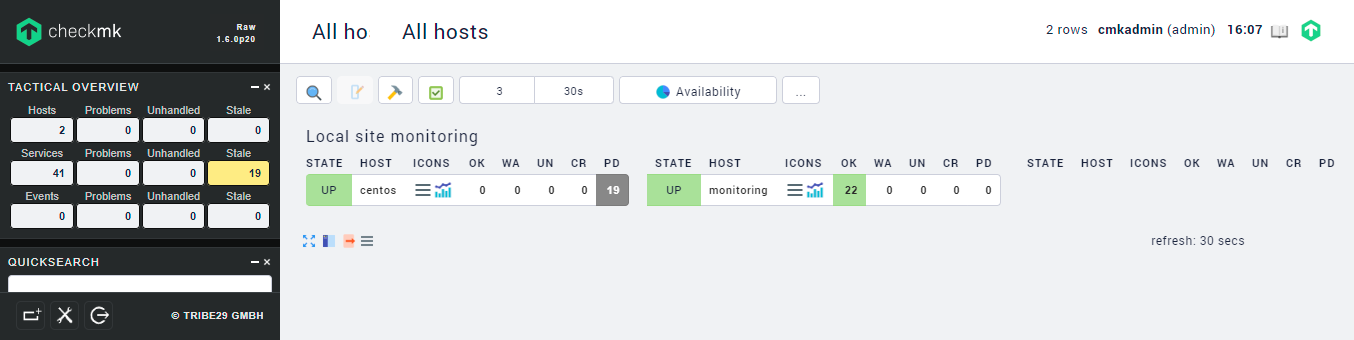 checkmk
Raw
1.6.0p20
All ho
All hosts
2 rows cmkadmin (admin) 16:07
TACTICAL OVERVIEW
Hosts Problems Unhandled Stale
2 0 0 0
Services Problems Unhandled Stale
41 0 0 19
Events Problems Unhandled Stale
0 0 0 0
QUICKSEARCH
© TRIBE29 GMBH
3 30s Availability ...
Local site monitoring
STATE HOST ICONS OK WA UN CR PD STATE HOST ICONS OK WA UN CR PD STATE HOST ICONS OK WA UN CR PD
UP centos 0 0 0 0 19 UP monitoring 22 0 0 0 0
refresh: 30 secs